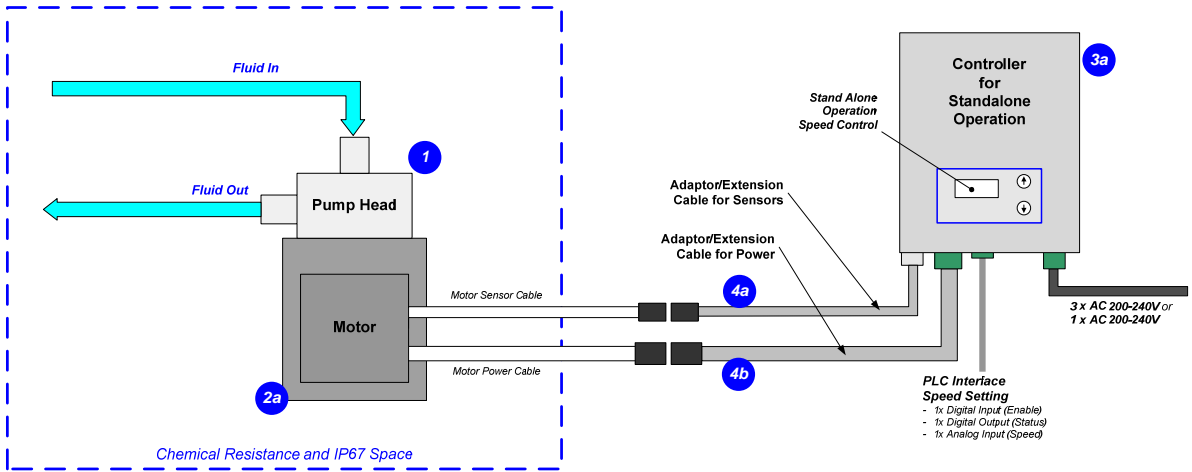 Fluid In
Fluid Out
1
Pump Head
Motor
2a
Motor Sensor Cable
Motor Power Cable
Chemical Resistance and IP67 Space
4a
4b
Adaptor/Extension
Cable for Sensors
Adaptor/Extension
Cable for Power
Stand Alone
Operation
Speed Control
Controller
for
Standalone
Operation
3a
3 x AC 200-240V or
1 x AC 200-240V
PLC Interface
Speed Setting
- 1x Digital Input (Enable)
- 1x Digital Output (Status)
- 1x Analog Input (Speed)